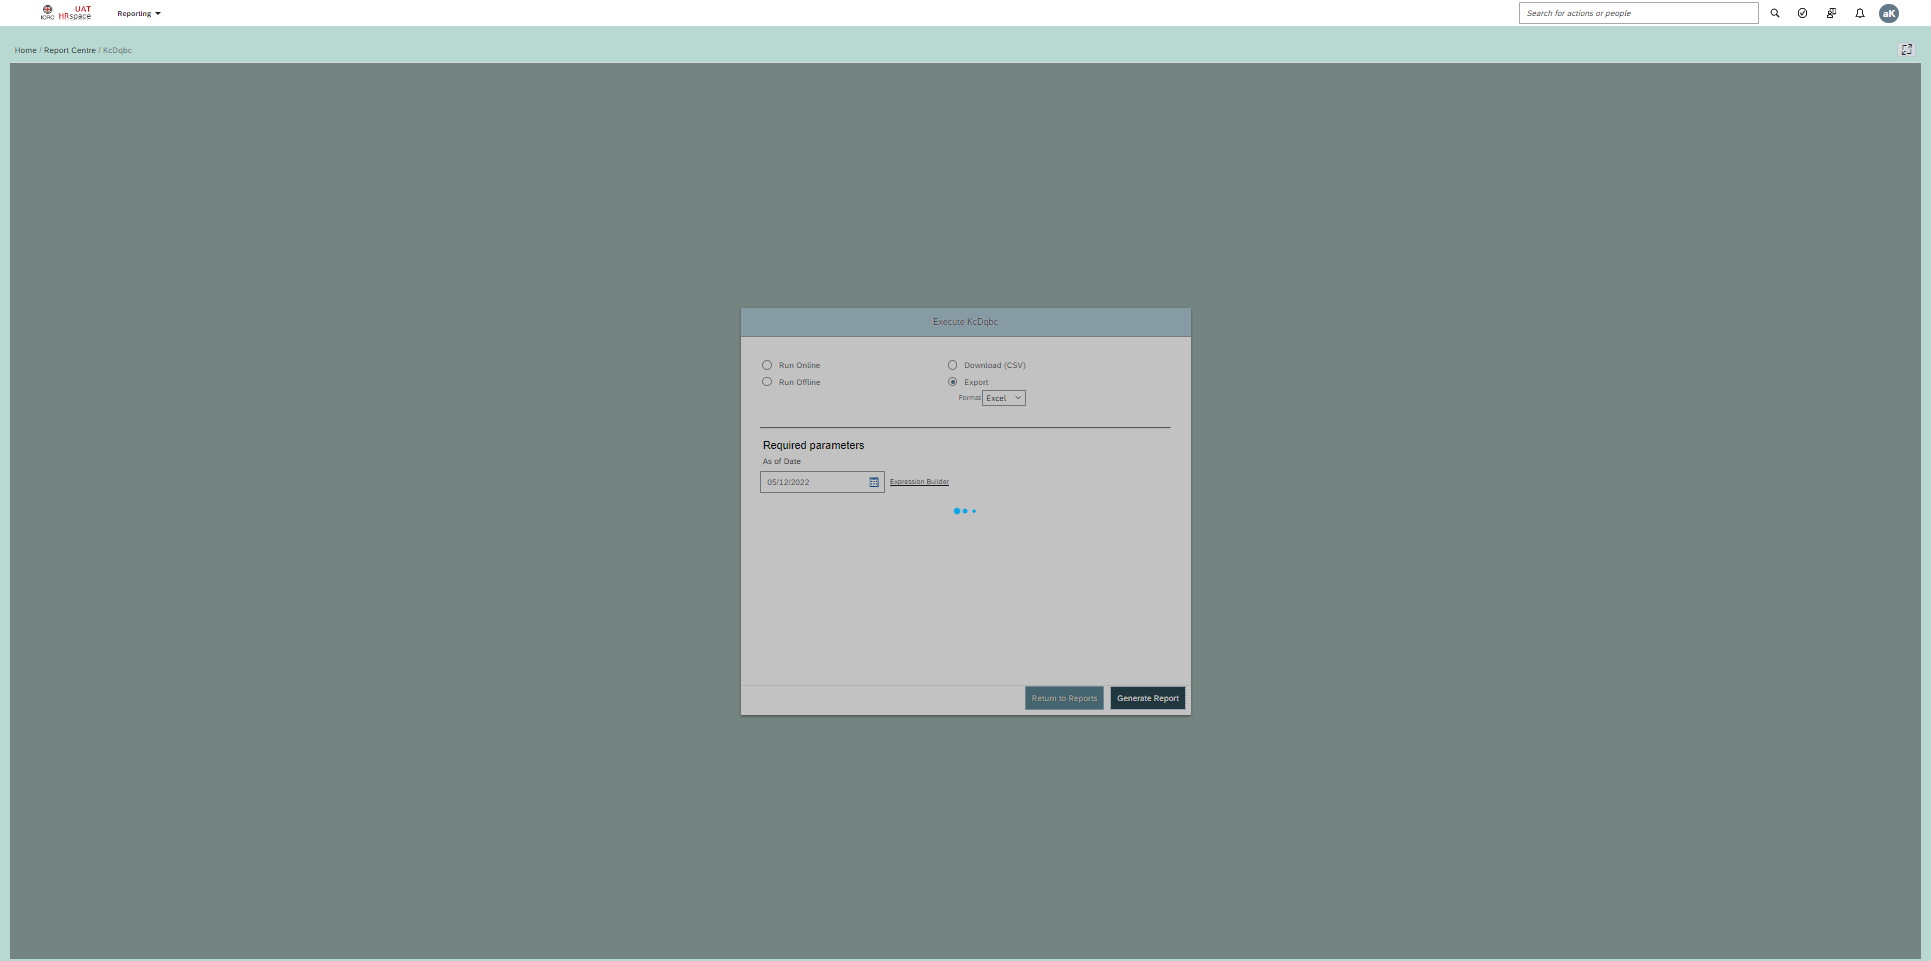 ICRC UAT HRspace Reporting Search for actions or people aK
Home / Report Centre / KcDqbc
Execute KcDqbc
Run Online Download (CSV)
Run Offline Export
Format Excel
Required parameters
As of Date
05/12/2022 Expression Builder
Return to Reports Generate Report